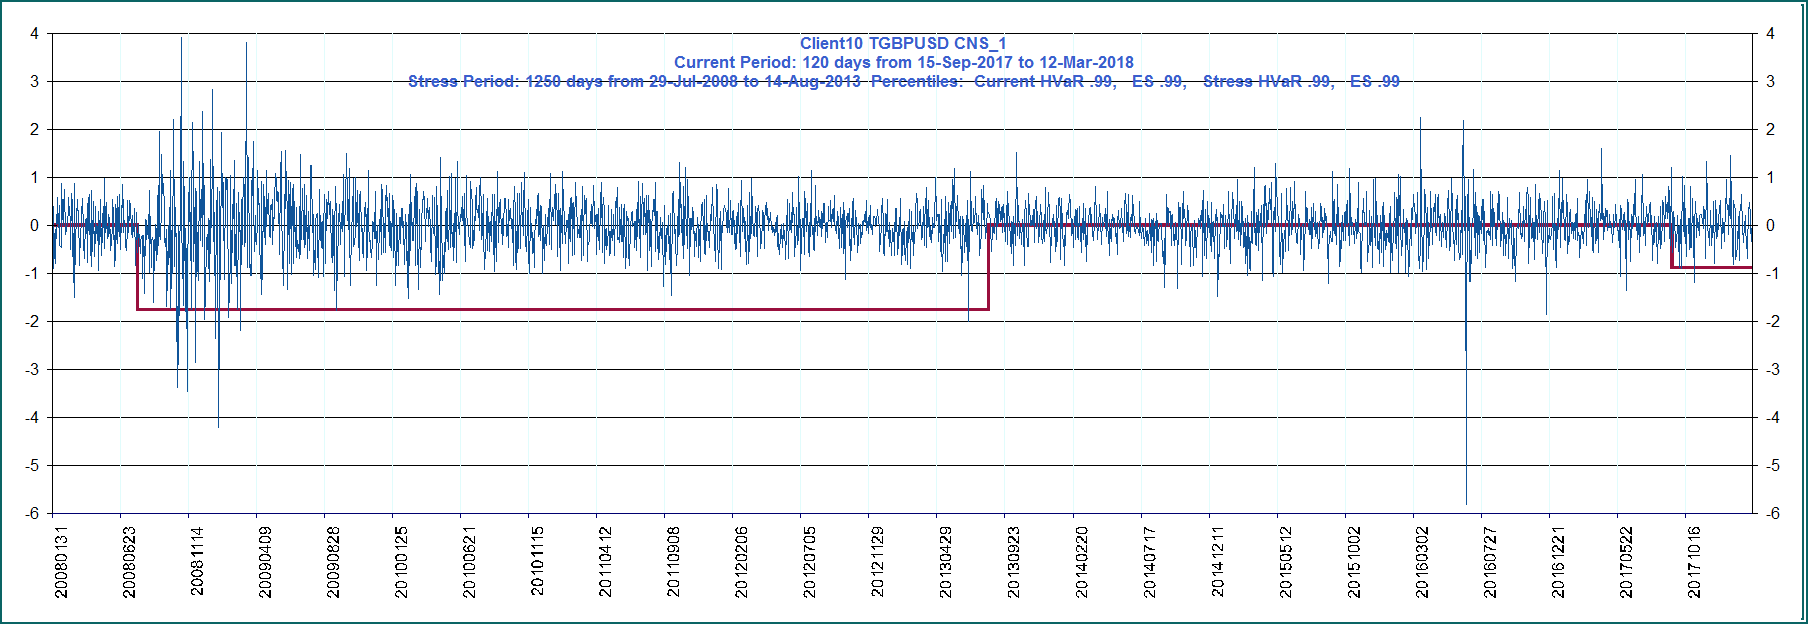 Client10 TGBPUSD CNS_1
Current Period: 120 days from 15-Sep-2017 to 12-Mar-2018
Stress Period: 1250 days from 29-Jul-2008 to 14-Aug-2013  Percentiles:  Current HVaR .99,   ES .99,   Stress HVaR .99,   ES .99
4 4
3 3
2 2
1 1
0 0
-1 -1
-2 -2
-3 -3
-4 -4
-5 -5
-6 -6
20080131 20080623 20081114 20090409 20090828 20100125 20100621 20101115 20110412 20110908 20120206 20120705 20121129 20130429 20130923 20140220 20140717 20141211 20150512 20151002 20160302 20160727 20161221 20170522 20171016